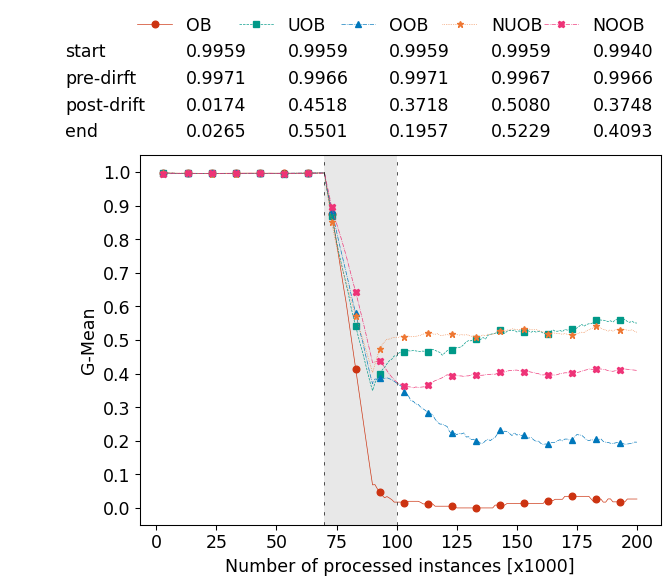 OB UOB OOB NUOB NOOB
start 0.9959 0.9959 0.9959 0.9959 0.9940
pre-dirft 0.9971 0.9966 0.9971 0.9967 0.9966
post-drift 0.0174 0.4518 0.3718 0.5080 0.3748
end 0.0265 0.5501 0.1957 0.5229 0.4093
1.0
0.9
0.8
0.7
0.6
0.5
0.4
0.3
0.2
0.1
0.0
G-Mean
0 25 50 75 100 125 150 175 200
Number of processed instances [x1000]